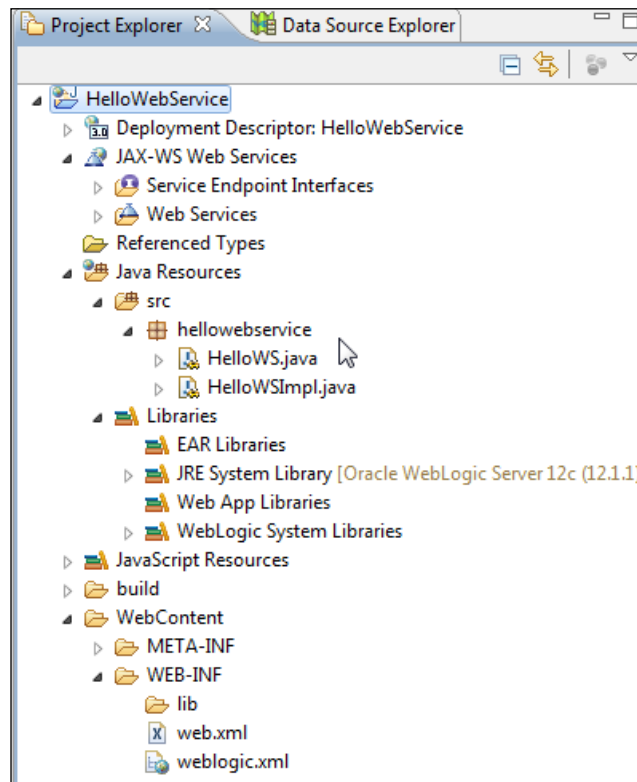 Project Explorer Data Source Explorer
HelloWebService
3.0 Deployment Descriptor: HelloWebService
JAX-WS Web Services
Service Endpoint Interfaces
Web Services
Referenced Types
Java Resources
src
hellowebservice
HelloWS.java
HelloWSImpl.java
Libraries
EAR Libraries
JRE System Library [Oracle WebLogic Server 12c (12.1.1)
Web App Libraries
WebLogic System Libraries
JavaScript Resources
build
WebContent
META-INF
WEB-INF
lib
web.xml
weblogic.xml